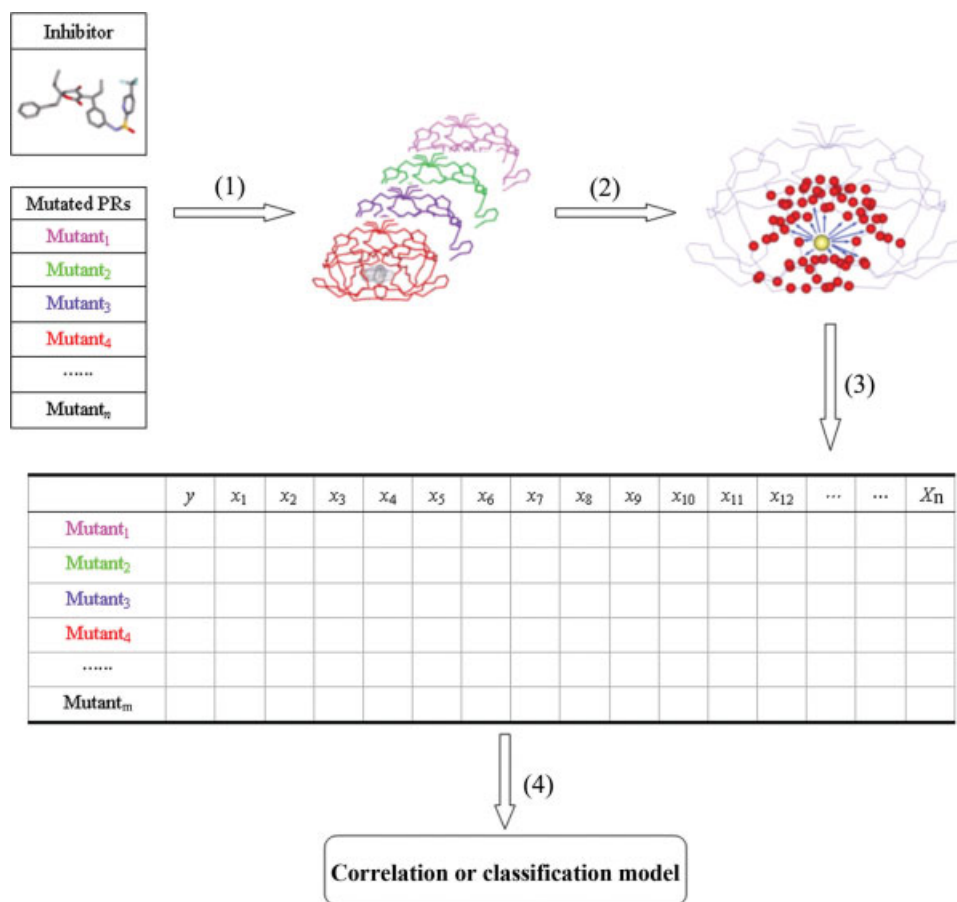 Inhibitor
Mutated PRs
Mutant₁
Mutant₂
Mutant₃
Mutant₄
......
Mutantₙ
(1)
(2)
(3)
y x₁ x₂ x₃ x₄ x₅ x₆ x₇ x₈ x₉ x₁₀ x₁₁ x₁₂ ... ... Xₙ
Mutant₁
Mutant₂
Mutant₃
Mutant₄
......
Mutantₘ
(4)
Correlation or classification model